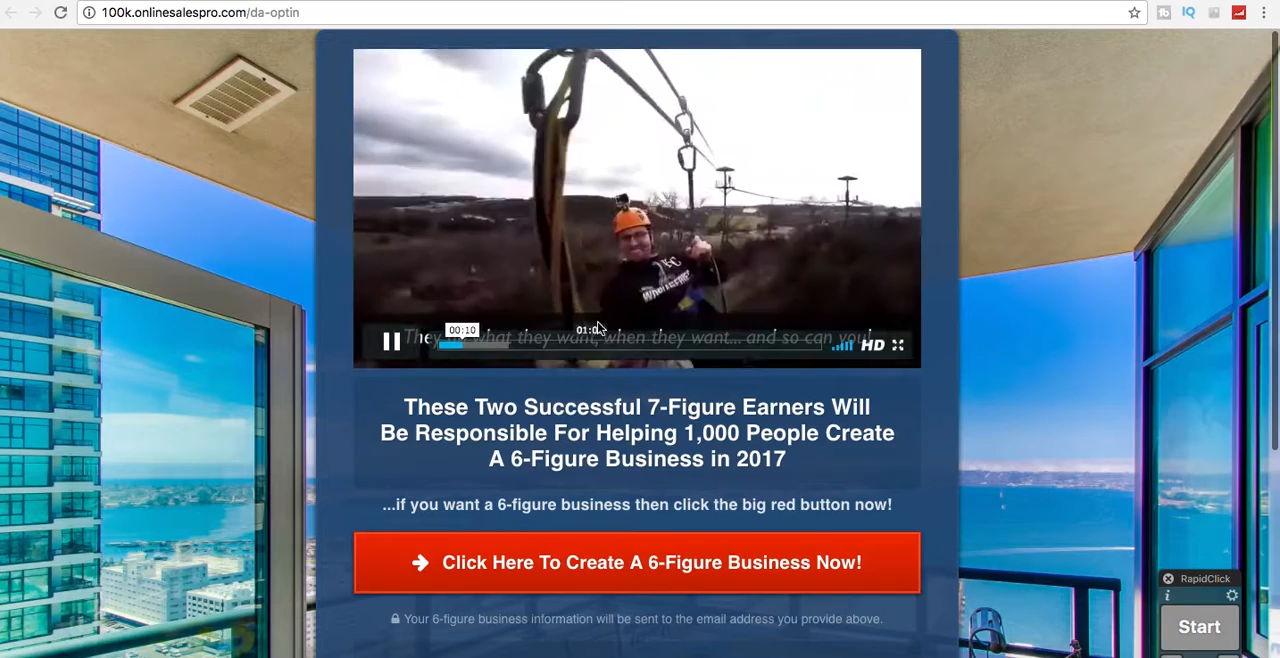 100k.onlinesalespro.com/da-optin
They do what they want, when they want... and so can you!
00:10
HD
These Two Successful 7-Figure Earners Will
Be Responsible For Helping 1,000 People Create
A 6-Figure Business in 2017
...if you want a 6-figure business then click the big red button now!
Click Here To Create A 6-Figure Business Now!
Your 6-figure business information will be sent to the email address you provide above.
RapidClick
Start